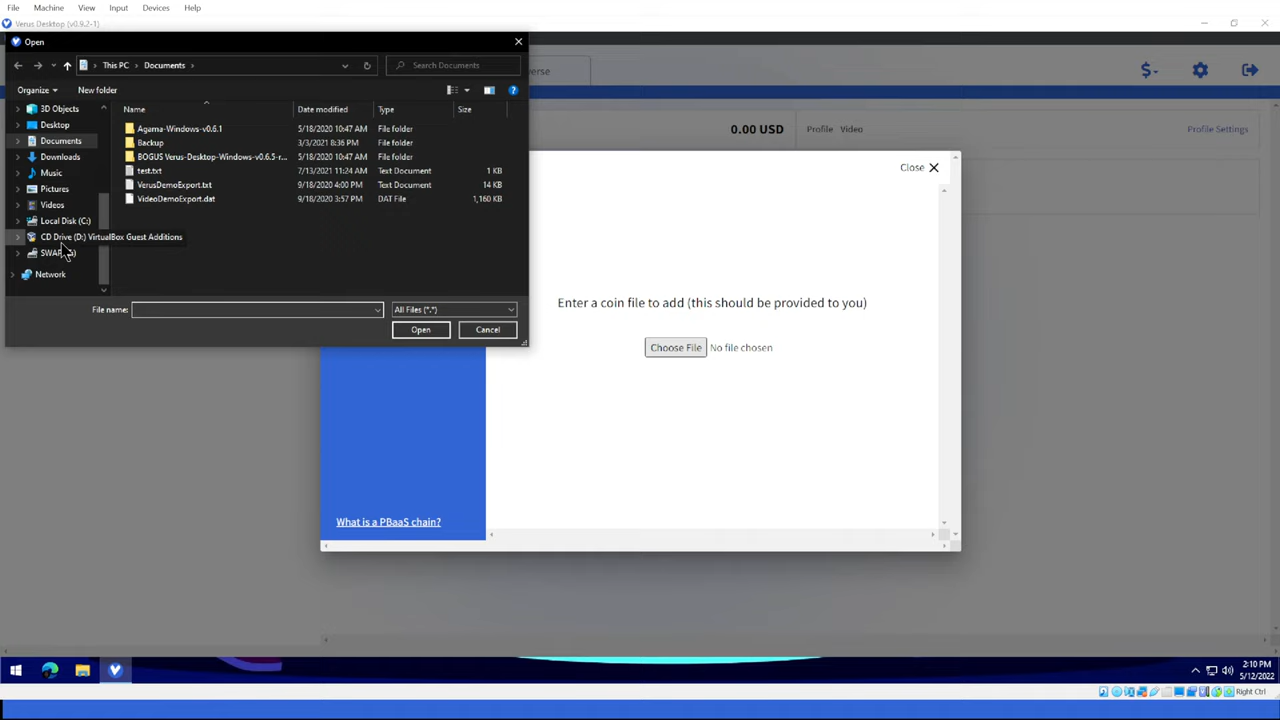 File Machine View Input Devices Help
Verus Desktop (v0.9.2-1)
Open
This PC Documents
Search Documents
Organize New folder
erse
$
3D Objects
Desktop
Documents
Downloads
Music
Pictures
Videos
Local Disk (C:)
CD Drive (D:) VirtualBox Guest Additions
Network
Name Date modified Type Size
Agama-Windows-v0.6.1 5/18/2020 10:47 AM File folder
Backup 3/3/2021 8:36 PM File folder
BOGUS Verus-Desktop-Windows-v0.6.5-r... 5/18/2020 10:47 AM File folder
test.txt 7/13/2021 11:24 AM Text Document 1 KB
VerusDemoExport.txt 9/18/2020 4:00 PM Text Document 14 KB
VideoDemoExport.dat 9/18/2020 3:57 PM DAT File 1,160 KB
File name:
All Files (*.*)
Open Cancel
0.00 USD
Profile Video
Profile Settings
Close
Enter a coin file to add (this should be provided to you)
Choose File No file chosen
What is a PBaaS chain?
2:10 PM
5/12/2022
Right Ctrl